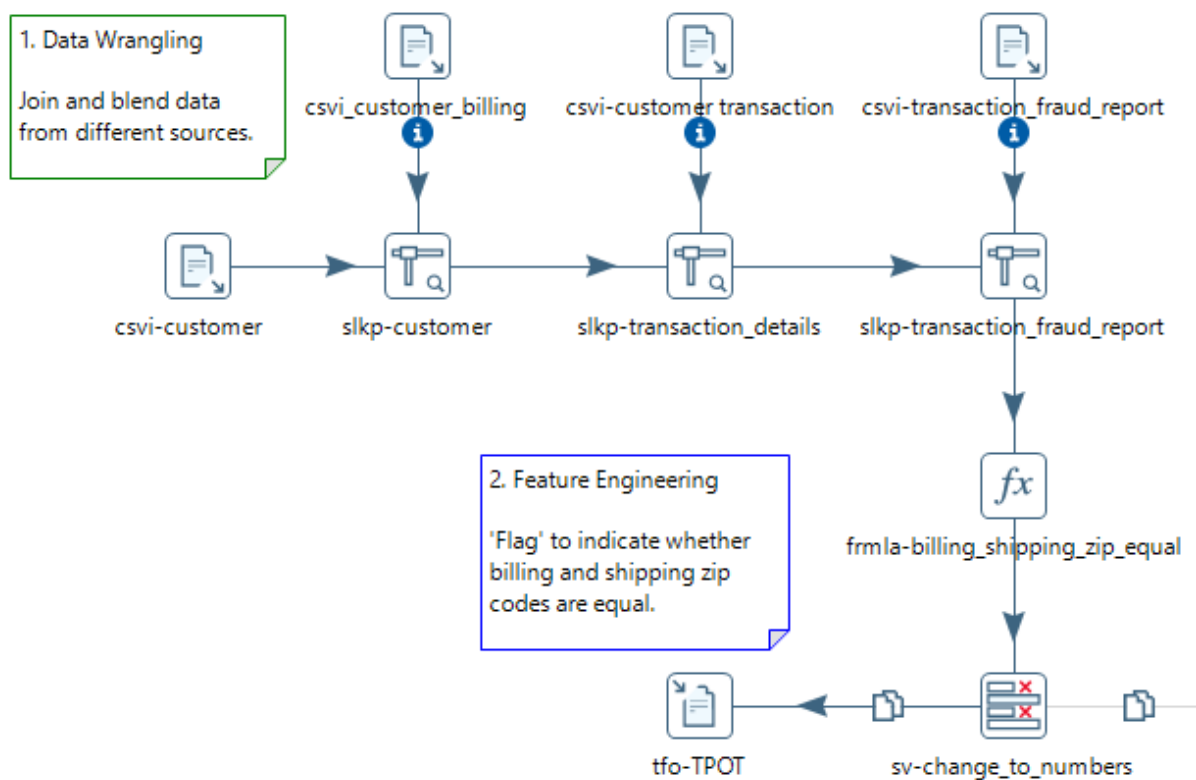 1. Data Wrangling
Join and blend data
from different sources.
csvi_customer_billing
csvi-customer transaction
csvi-transaction_fraud_report
i
i
i
csvi-customer
slkp-customer
slkp-transaction_details
slkp-transaction_fraud_report
2. Feature Engineering
'Flag' to indicate whether
billing and shipping zip
codes are equal.
fx
frmla-billing_shipping_zip_equal
tfo-TPOT
sv-change_to_numbers